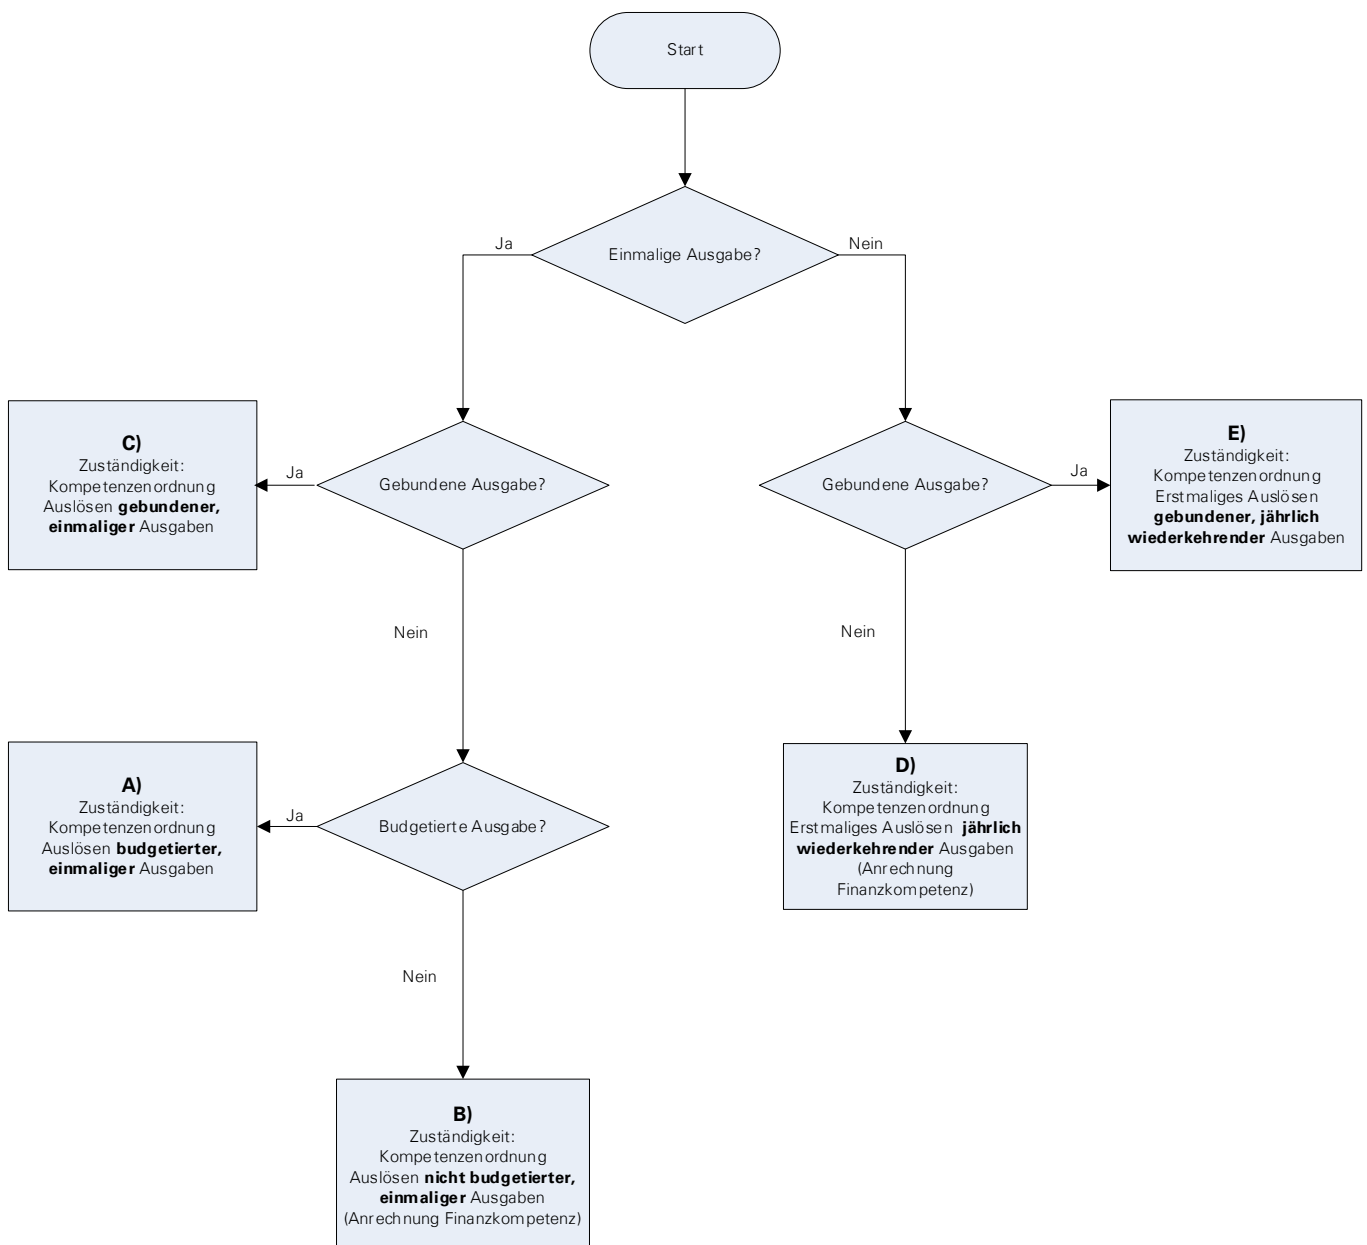 Start
Einmalige Ausgabe?
Ja
Nein
C)
Zuständigkeit:
Kompetenzenordnung
Auslösen gebundener,
einmaliger Ausgaben
Ja
Gebundene Ausgabe?
Gebundene Ausgabe?
Ja
E)
Zuständigkeit:
Kompetenzenordnung
Erstmaliges Auslösen
gebundener, jährlich
wiederkehrender Ausgaben
Nein
Nein
A)
Zuständigkeit:
Kompetenzenordnung
Auslösen budgetierter,
einmaliger Ausgaben
Ja
Budgetierte Ausgabe?
D)
Zuständigkeit:
Kompetenzenordnung
Erstmaliges Auslösen jährlich
wiederkehrender Ausgaben
(Anrechnung
Finanzkompetenz)
Nein
B)
Zuständigkeit:
Kompetenzenordnung
Auslösen nicht budgetierter,
einmaliger Ausgaben
(Anrechnung Finanzkompetenz)